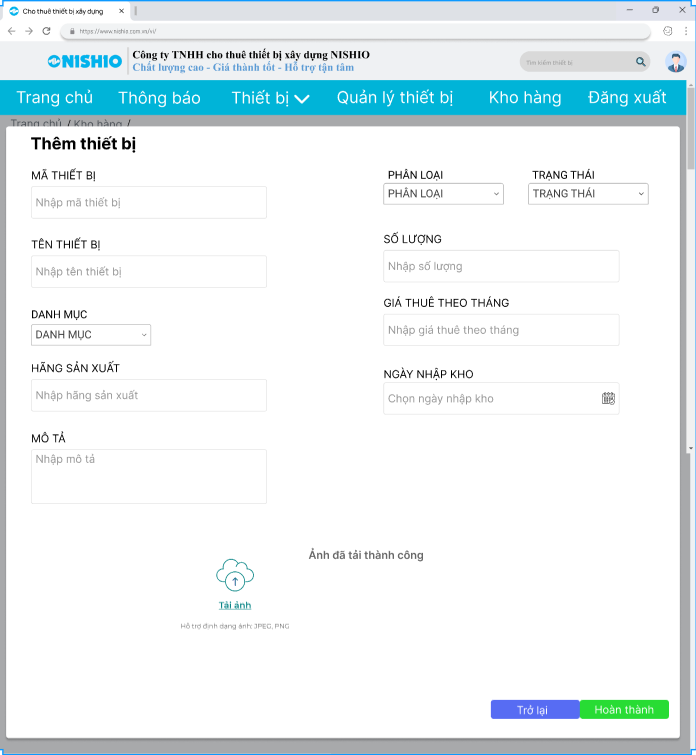 Cho thuê thiết bị xây dựng
https://www.nishio.com.vn/vi/
NISHIO
Công ty TNHH cho thuê thiết bị xây dựng NISHIO
Chất lượng cao - Giá thành tốt - Hỗ trợ tận tâm
Tìm kiếm thiết bị
Trang chủ Thông báo Thiết bị Quản lý thiết bị Kho hàng Đăng xuất
Trang chủ / Kho hàng /
Thêm thiết bị
MÃ THIẾT BỊ
Nhập mã thiết bị
PHÂN LOẠI TRẠNG THÁI
PHÂN LOẠI TRẠNG THÁI
TÊN THIẾT BỊ
Nhập tên thiết bị
SỐ LƯỢNG
Nhập số lượng
DANH MỤC
DANH MỤC
GIÁ THUÊ THEO THÁNG
Nhập giá thuê theo tháng
HÃNG SẢN XUẤT
Nhập hãng sản xuất
NGÀY NHẬP KHO
Chọn ngày nhập kho
MÔ TẢ
Nhập mô tả
Ảnh đã tải thành công
Tải ảnh
Hỗ trợ định dạng ảnh: JPEG, PNG
Trở lại Hoàn thành